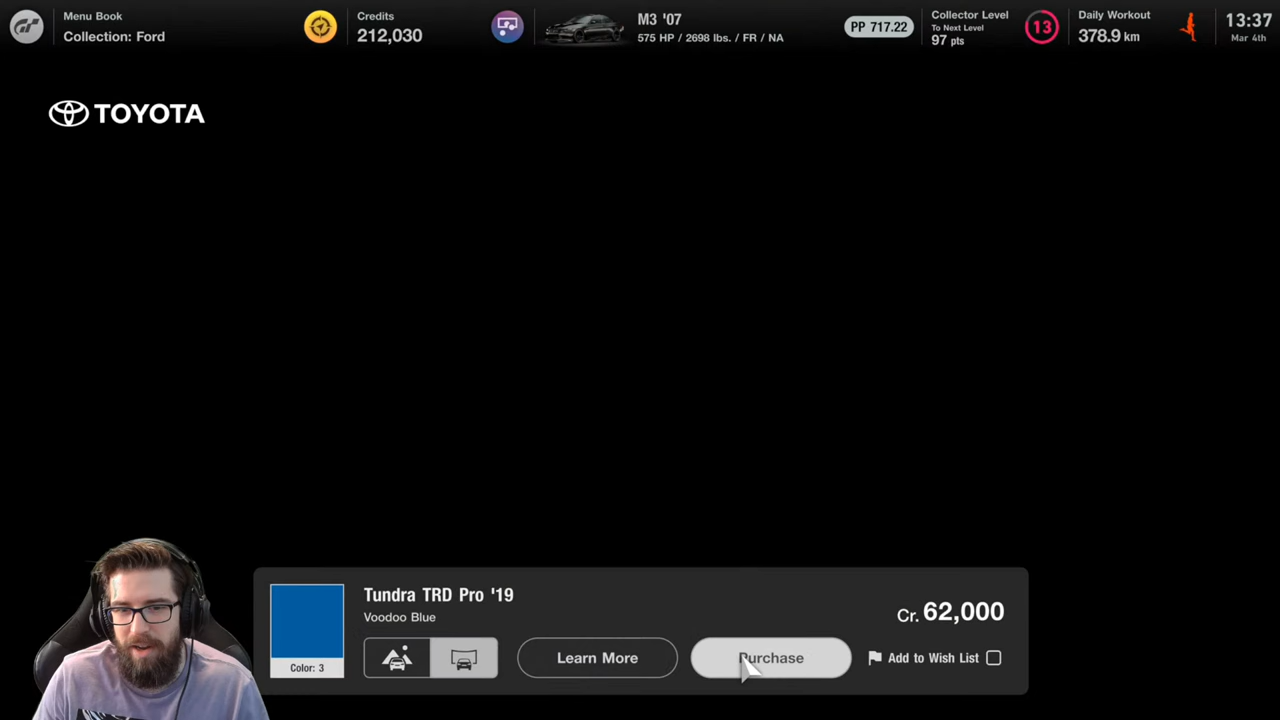 Menu Book
Collection: Ford
Credits
212,030
M3 '07
575 HP / 2698 lbs. / FR / NA
PP 717.22
Collector Level
To Next Level
97 pts
13
Daily Workout
378.9 km
13:37
Mar 4th
TOYOTA
Tundra TRD Pro '19
Voodoo Blue
Cr. 62,000
Color: 3
Learn More
Purchase
Add to Wish List